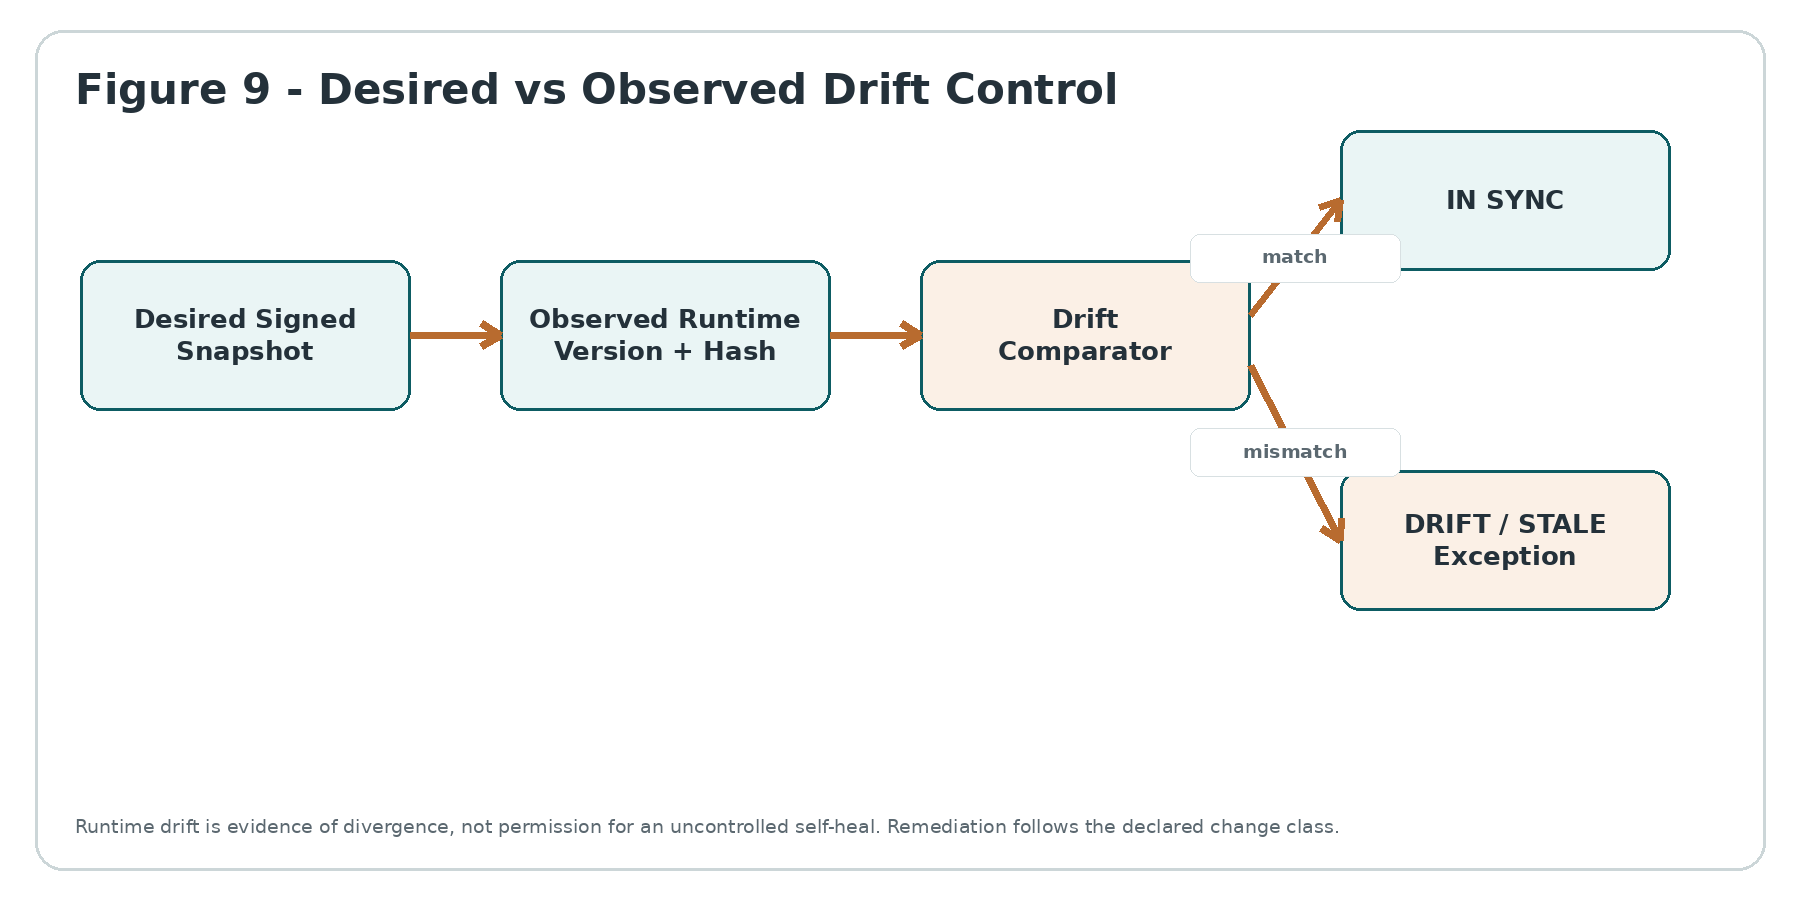 Figure 9 - Desired vs Observed Drift Control
Desired Signed
Snapshot
Observed Runtime
Version + Hash
Drift
Comparator
match
IN SYNC
mismatch
DRIFT / STALE
Exception
Runtime drift is evidence of divergence, not permission for an uncontrolled self-heal. Remediation follows the declared change class.